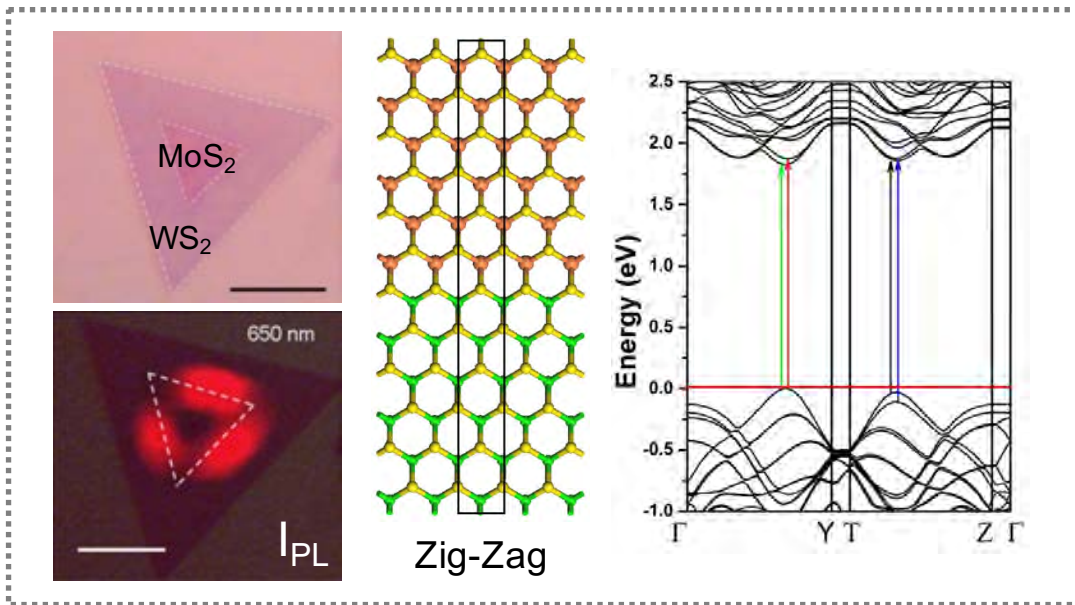 MoS₂
WS₂
650 nm
I_PL
Zig-Zag
Energy (eV)
2.5
2.0
1.5
1.0
0.5
0.0
-0.5
-1.0
Γ Y T Z Γ